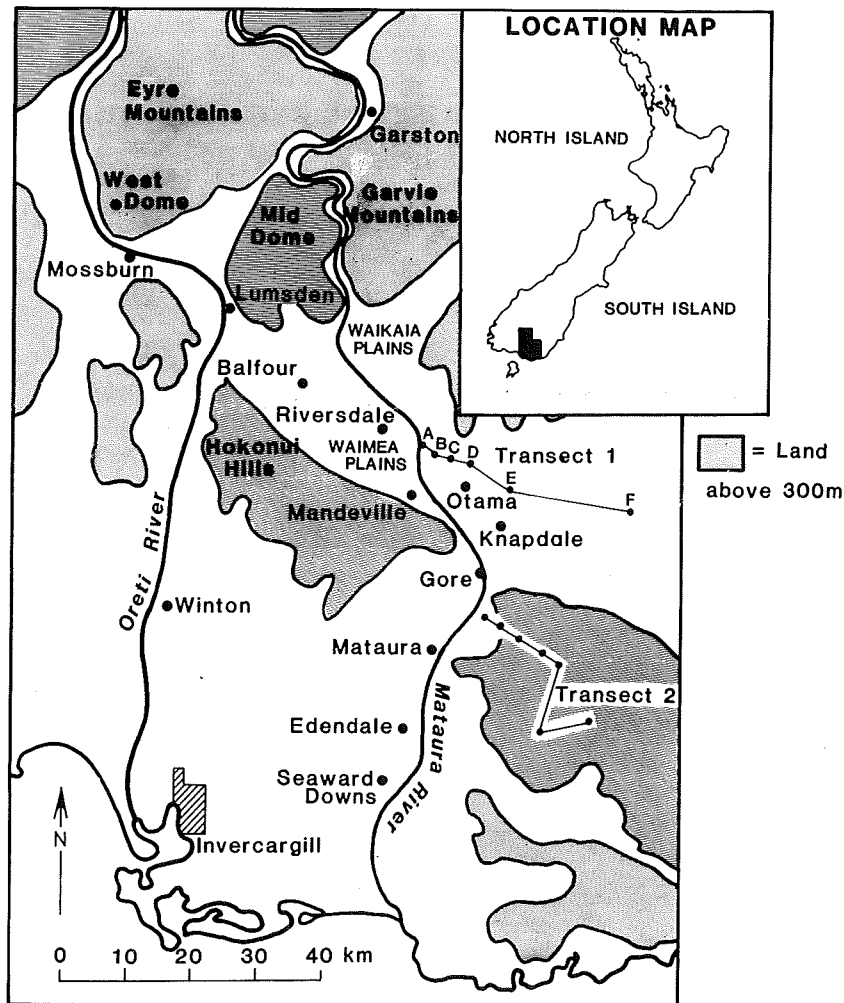 LOCATION MAP
NORTH ISLAND
SOUTH ISLAND
Eyre
Mountains
Garston
West
Dome
Mid
Dome
Garvie
Mountains
Mossburn
Lumsden
WAIKAIA
PLAINS
Balfour
Riversdale
WAIMEA
PLAINS
Hokonui
Hills
Mandeville
A
B
C
D
E
F
Transect 1
Otama
Knapdale
= Land
above 300m
Gore
Oreti River
Winton
Mataura
Transect 2
Mataura River
Edendale
Seaward
Downs
Invercargill
N
0 10 20 40 km